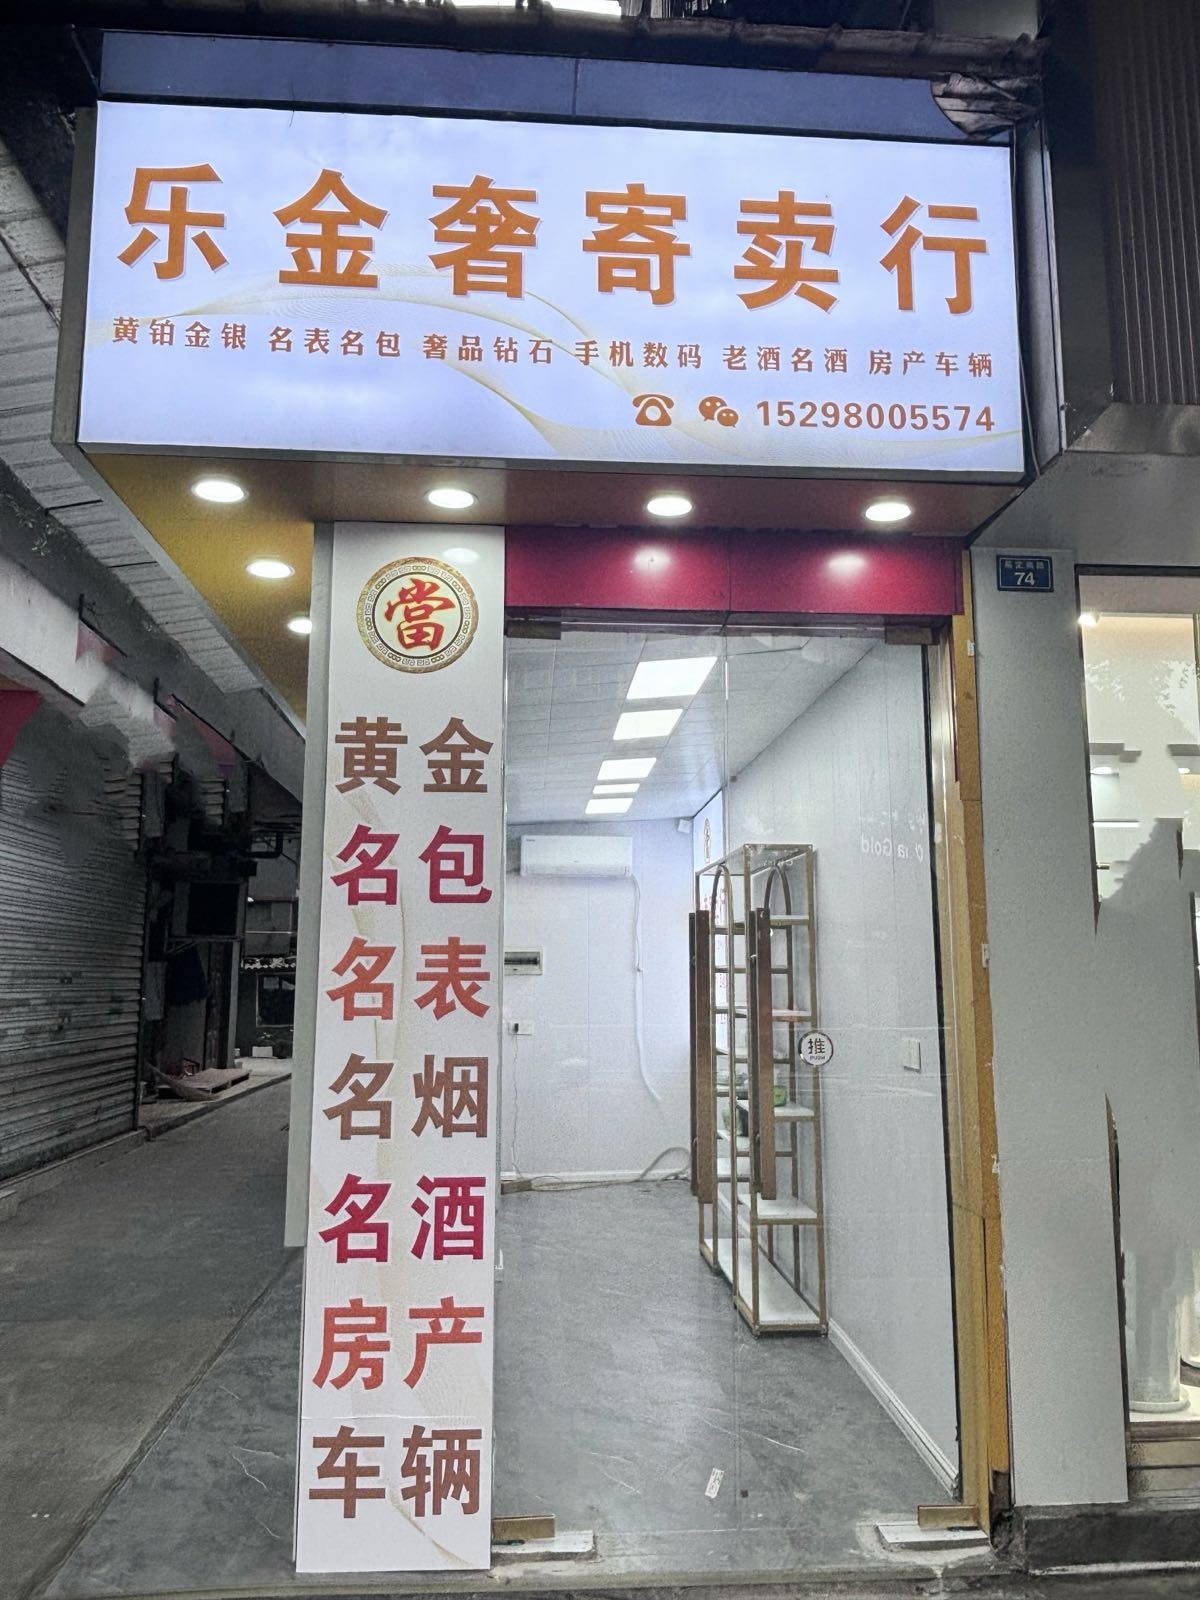 乐金奢寄卖行
黄铂金银 名表名包 奢品钻石 手机数码 老酒名酒 房产车辆
15298005574
當
74
黄金
名包
名表
名烟
名酒
房产
车辆
Gold
推
PUSH